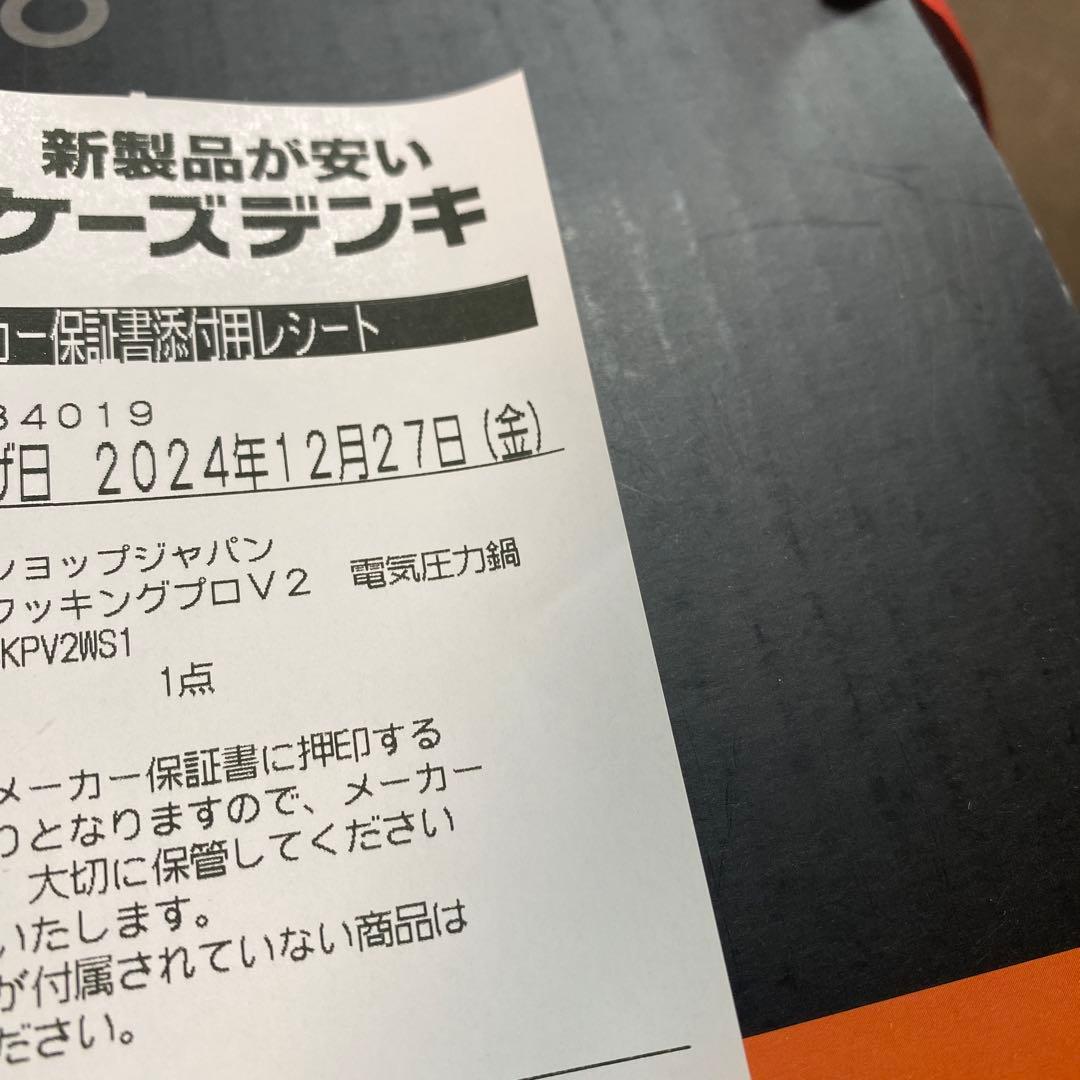 新製品が安い
ケーズデンキ
カー保証書添付用レシート
84019
げ日 2024年12月27日(金)
ショップジャパン
クッキングプロV2 電気圧力鍋
KPV2WS1
1点
メーカー保証書に押印する
りとなりますので、メーカー
大切に保管してください
いたします。
が付属されていない商品は
ださい。